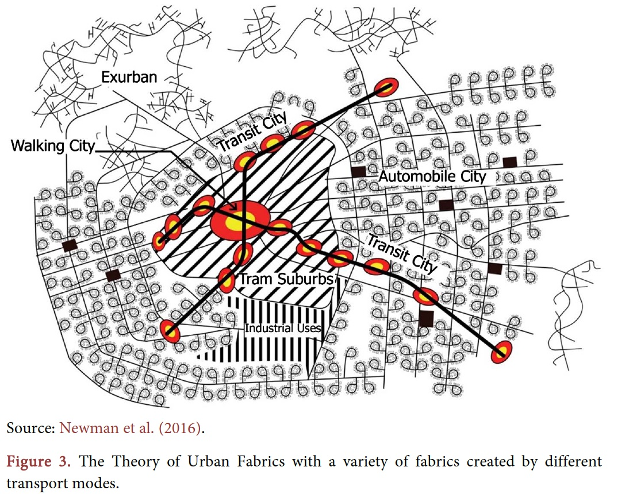 Exurban
Transit City
Walking City
Automobile City
Transit City
Tram Suburbs
Industrial Uses
Source: Newman et al. (2016).
Figure 3. The Theory of Urban Fabrics with a variety of fabrics created by different
transport modes.